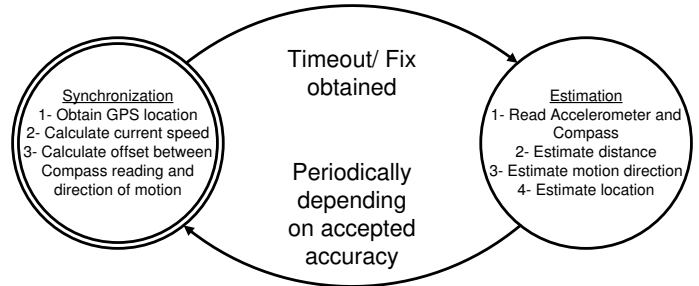 Synchronization
1- Obtain GPS location
2- Calculate current speed
3- Calculate offset between
Compass reading and
direction of motion
Timeout/ Fix
obtained
Periodically
depending
on accepted
accuracy
Estimation
1- Read Accelerometer and
Compass
2- Estimate distance
3- Estimate motion direction
4- Estimate location